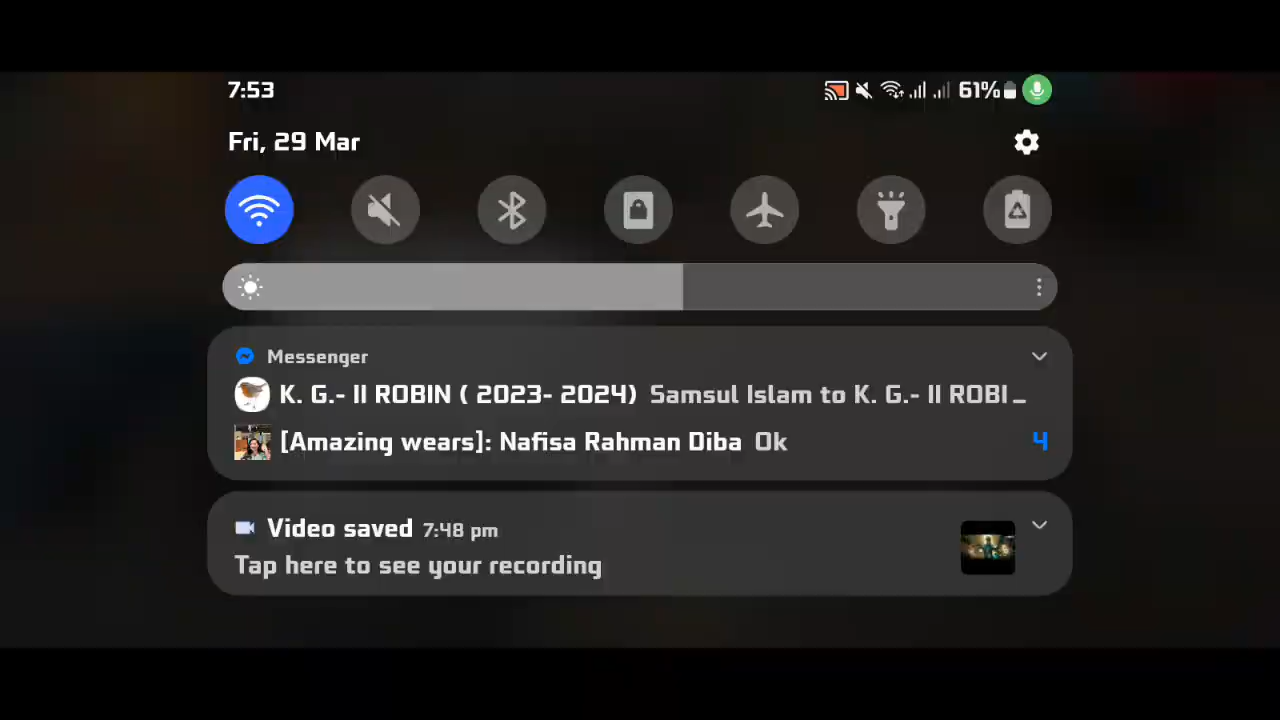 7:53 61%
Fri, 29 Mar
Messenger
K. G.- II ROBIN ( 2023- 2024) Samsul Islam to K. G.- II ROBI...
[Amazing wears]: Nafisa Rahman Diba Ok 4
Video saved 7:48 pm
Tap here to see your recording